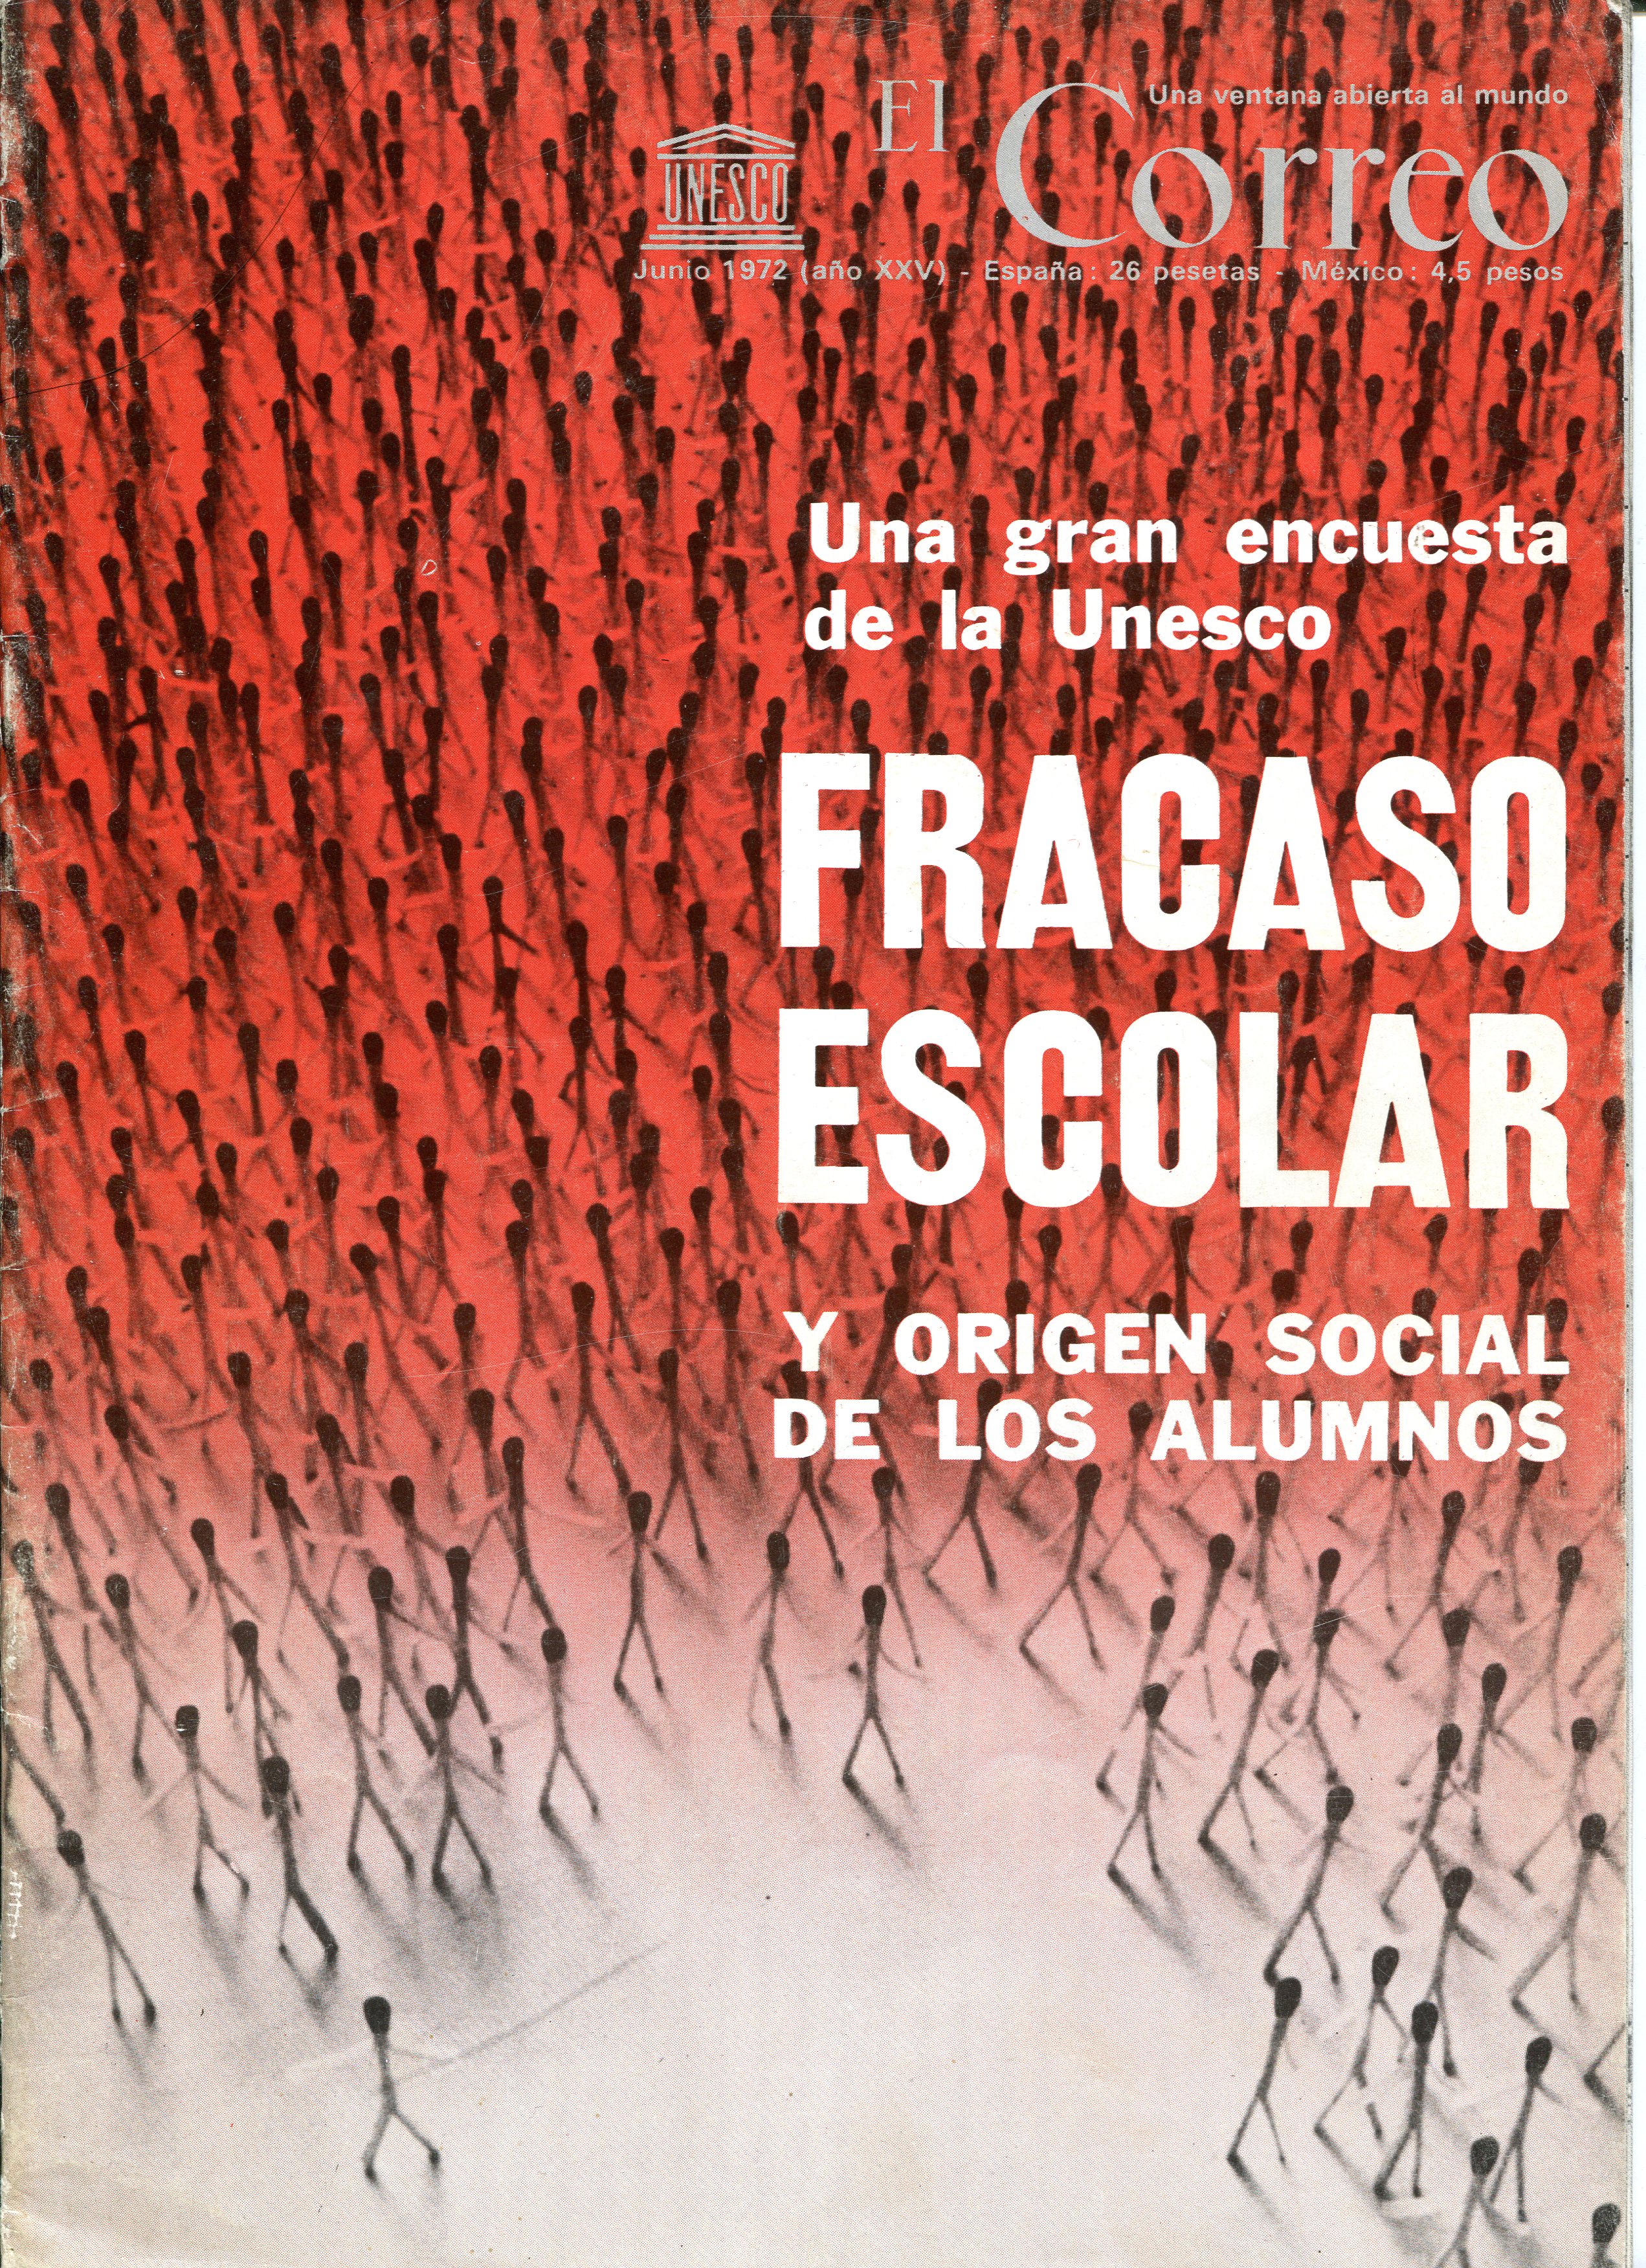 Una ventana abierta al mundo
El Correo
UNESCO
Junio 1972 (año XXV) - España : 26 pesetas - México : 4,5 pesos
Una gran encuesta
de la Unesco
FRACASO
ESCOLAR
Y ORIGEN SOCIAL
DE LOS ALUMNOS